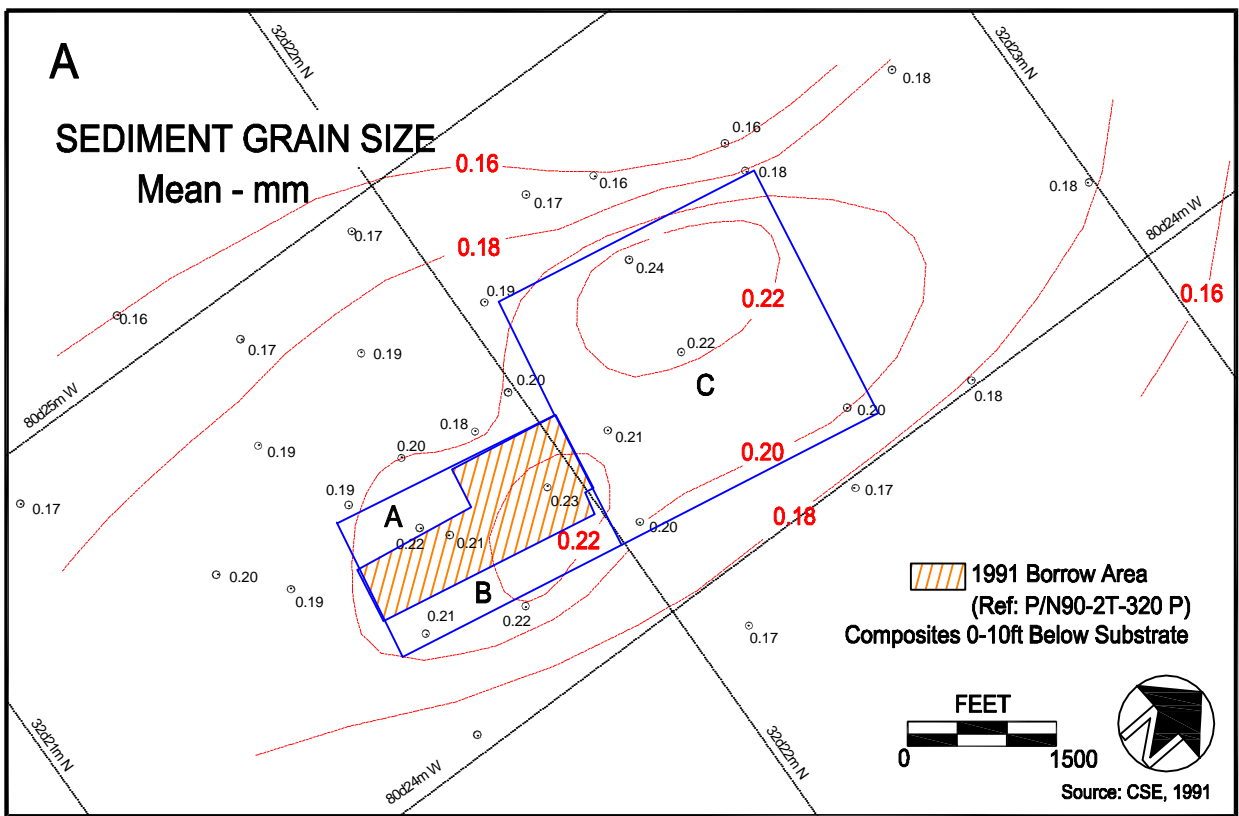 A
32d22m N
32d23m N
0.18
SEDIMENT GRAIN SIZE
Mean - mm
0.16
0.16
0.16
0.18
0.18
0.17
80d24m W
0.17
0.18
0.24
0.22
0.16
0.19
0.16
0.17
0.19
0.22
0.20
C
0.18
80d25m W
0.20
0.18
0.21
0.19
0.20
0.20
0.17
0.19
0.23
0.17
A
0.18
0.20
0.22
0.21
0.22
0.20
0.19
B
1991 Borrow Area
(Ref: P/N90-2T-320 P)
0.21
0.22
0.17
Composites 0-10ft Below Substrate
FEET
0
1500
32d21m N
32d22m N
80d24m W
N
Source: CSE, 1991